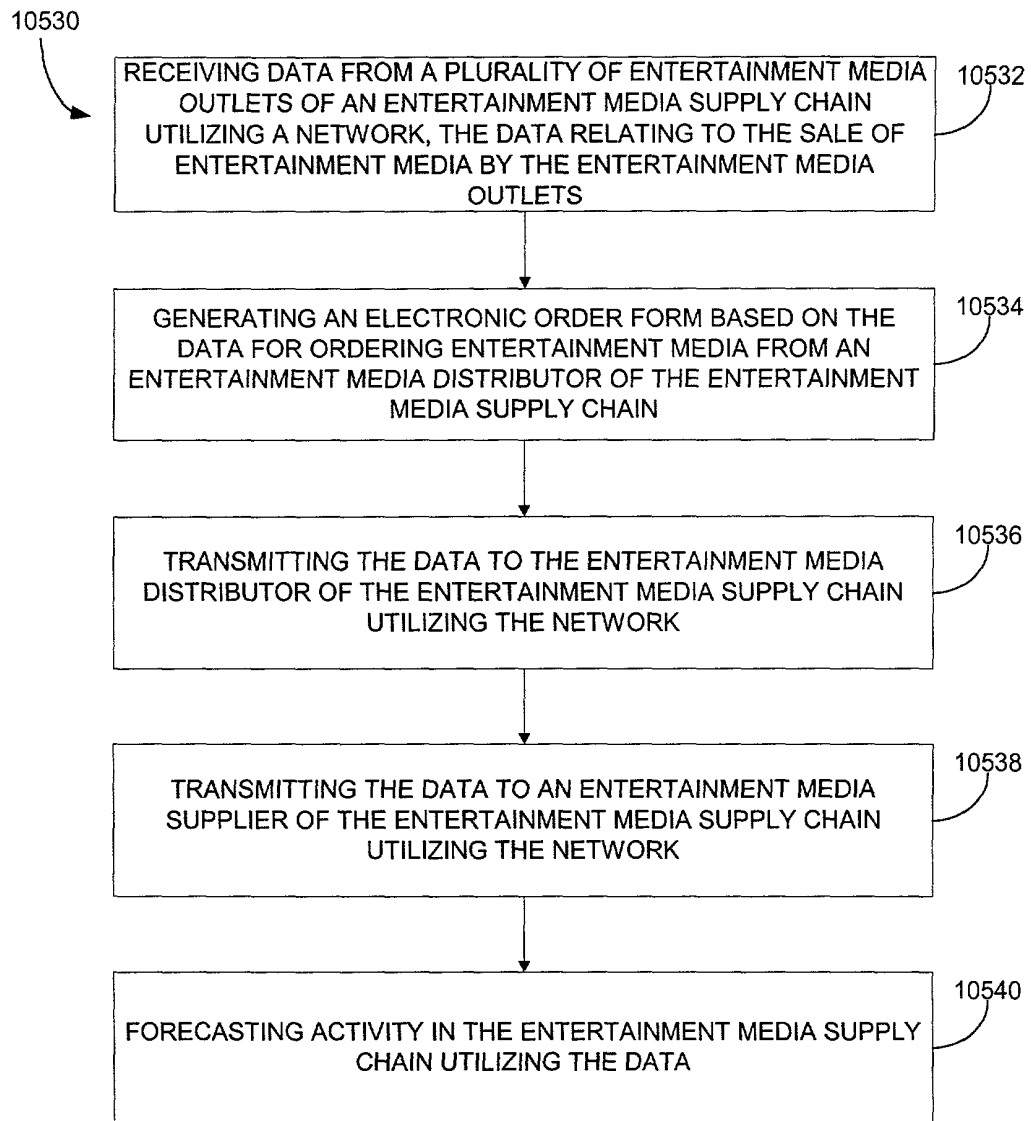 10530
RECEIVING DATA FROM A PLURALITY OF ENTERTAINMENT MEDIA
OUTLETS OF AN ENTERTAINMENT MEDIA SUPPLY CHAIN
UTILIZING A NETWORK, THE DATA RELATING TO THE SALE OF
ENTERTAINMENT MEDIA BY THE ENTERTAINMENT MEDIA
OUTLETS
10532
GENERATING AN ELECTRONIC ORDER FORM BASED ON THE
DATA FOR ORDERING ENTERTAINMENT MEDIA FROM AN
ENTERTAINMENT MEDIA DISTRIBUTOR OF THE ENTERTAINMENT
MEDIA SUPPLY CHAIN
10534
TRANSMITTING THE DATA TO THE ENTERTAINMENT MEDIA
DISTRIBUTOR OF THE ENTERTAINMENT MEDIA SUPPLY CHAIN
UTILIZING THE NETWORK
10536
TRANSMITTING THE DATA TO AN ENTERTAINMENT MEDIA
SUPPLIER OF THE ENTERTAINMENT MEDIA SUPPLY CHAIN
UTILIZING THE NETWORK
10538
FORECASTING ACTIVITY IN THE ENTERTAINMENT MEDIA SUPPLY
CHAIN UTILIZING THE DATA
10540